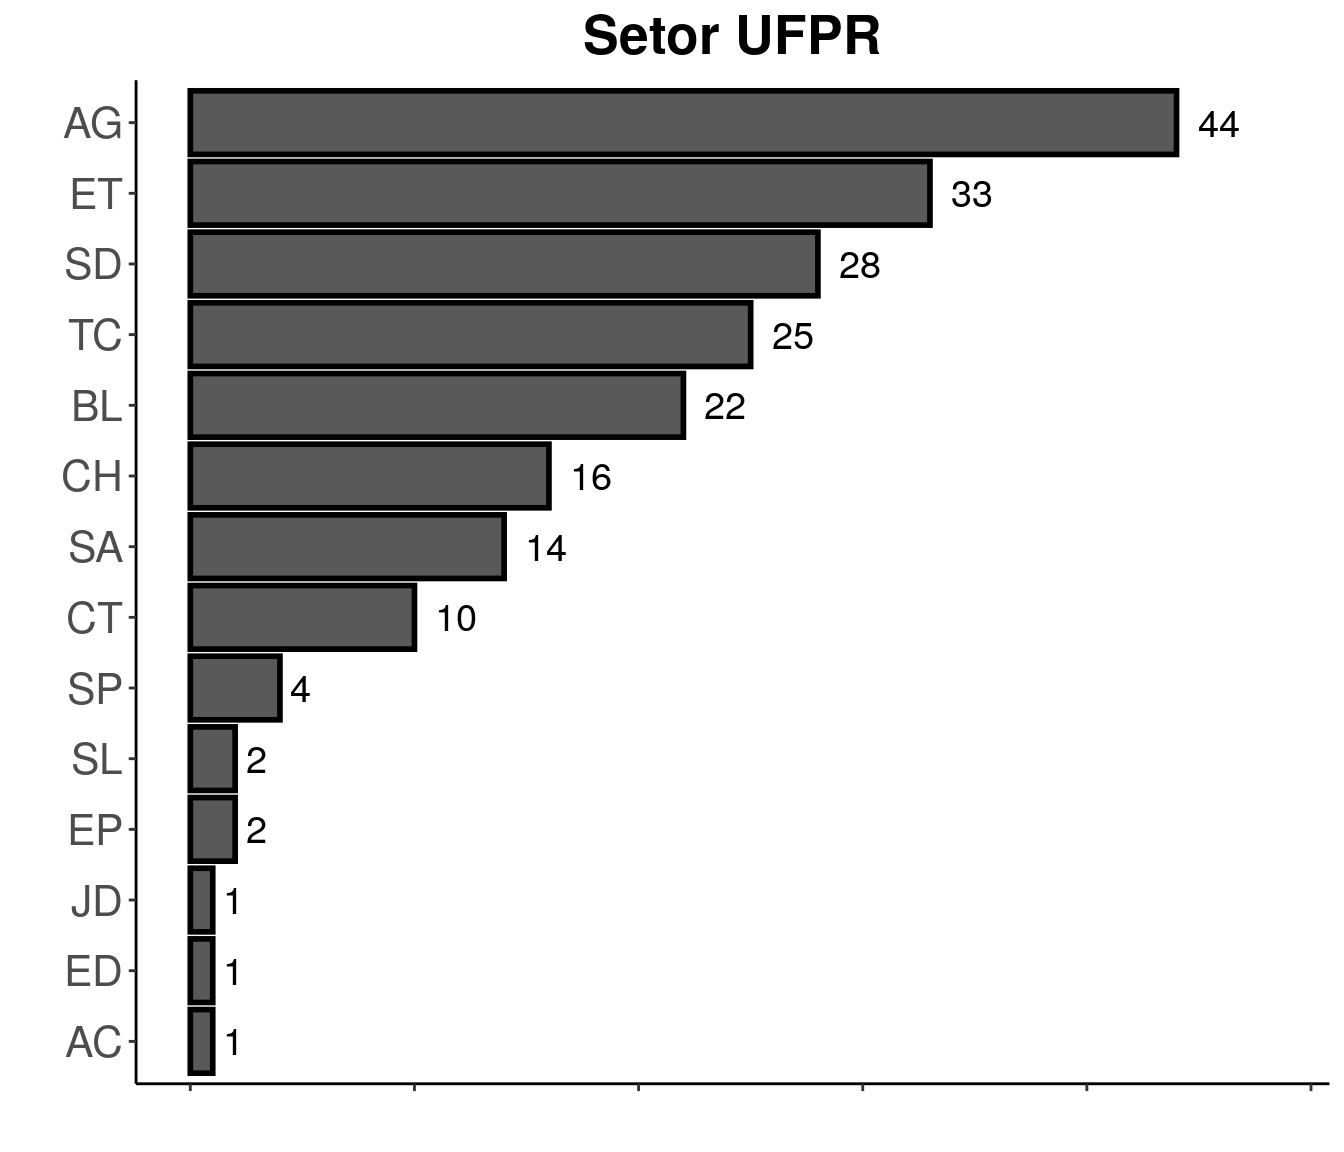 Setor UFPR
AG 44
ET 33
SD 28
TC 25
BL 22
CH 16
SA 14
CT 10
SP 4
SL 2
EP 2
JD 1
ED 1
AC 1